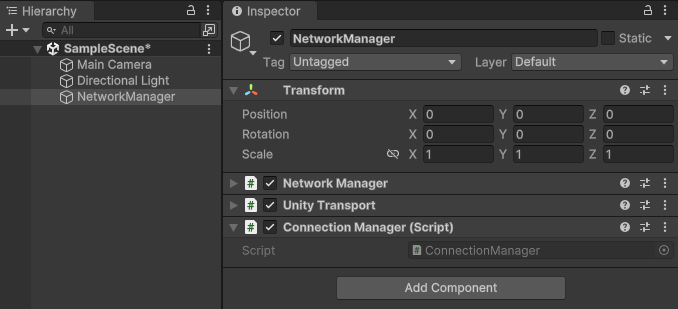 Hierarchy
All
SampleScene*
Main Camera
Directional Light
NetworkManager
Inspector
NetworkManager
Static
Tag Untagged Layer Default
Transform
Position X 0 Y 0 Z 0
Rotation X 0 Y 0 Z 0
Scale X 1 Y 1 Z 1
# Network Manager
# Unity Transport
# Connection Manager (Script)
Script # ConnectionManager
Add Component